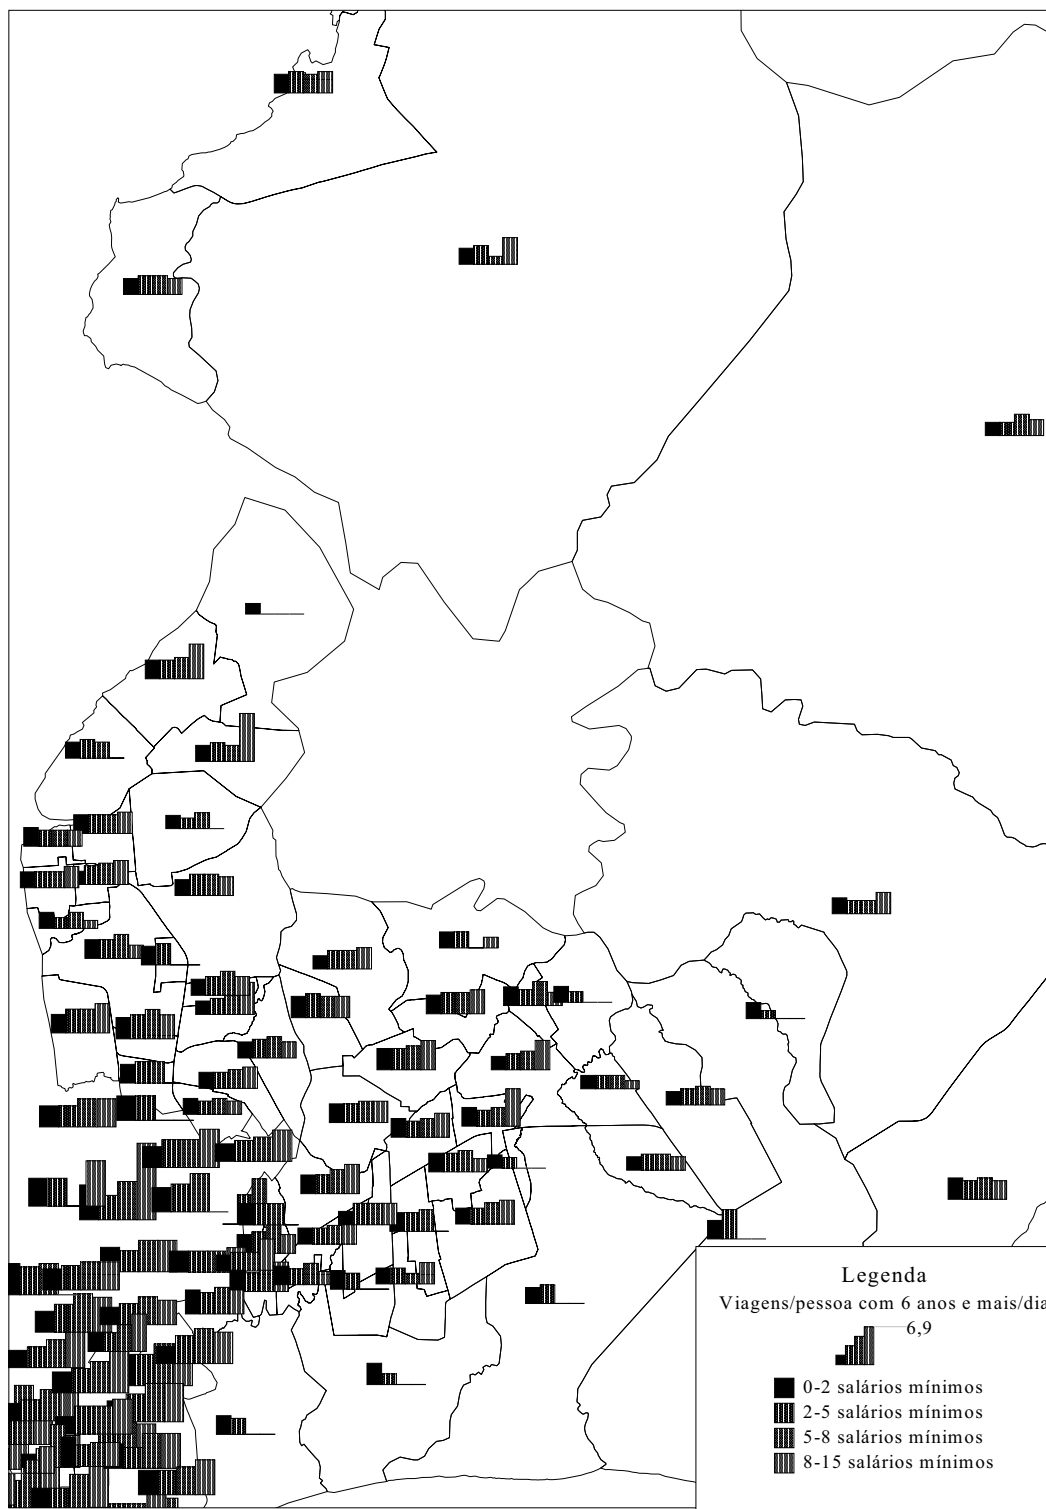 Legenda
Viagens/pessoa com 6 anos e mais/dia
6,9
0-2 salários mínimos
2-5 salários mínimos
5-8 salários mínimos
8-15 salários mínimos